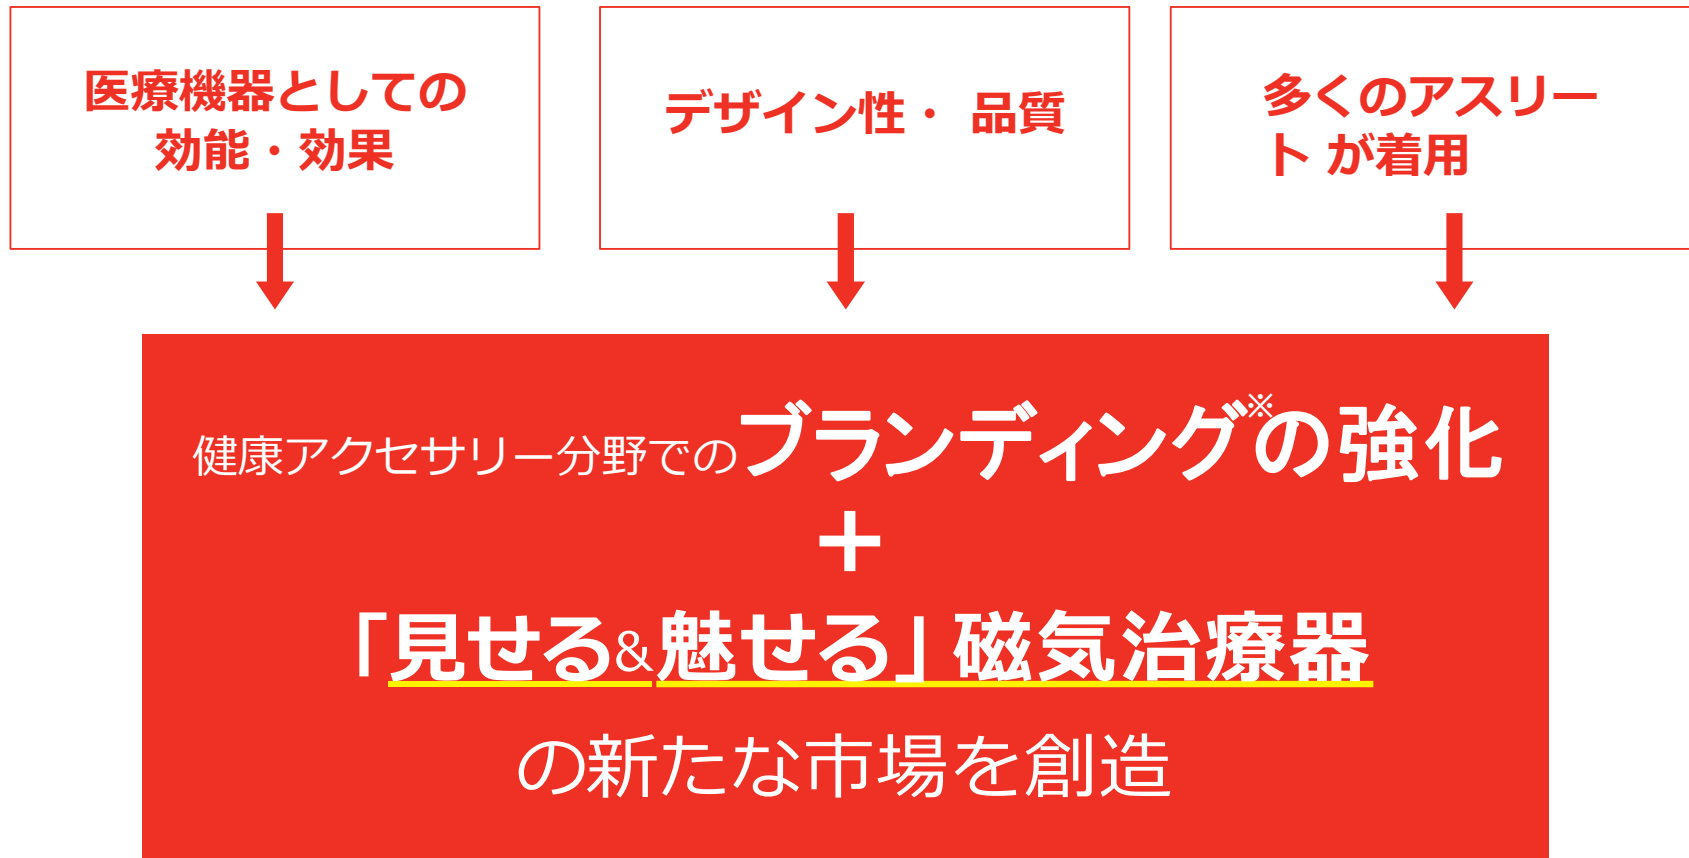 医療機器としての
効能・効果
デザイン性・ 品質
多くのアスリー
ト が着用
健康アクセサリー分野でのブランディング※の強化
＋
「見せる&魅せる」磁気治療器
の新たな市場を創造